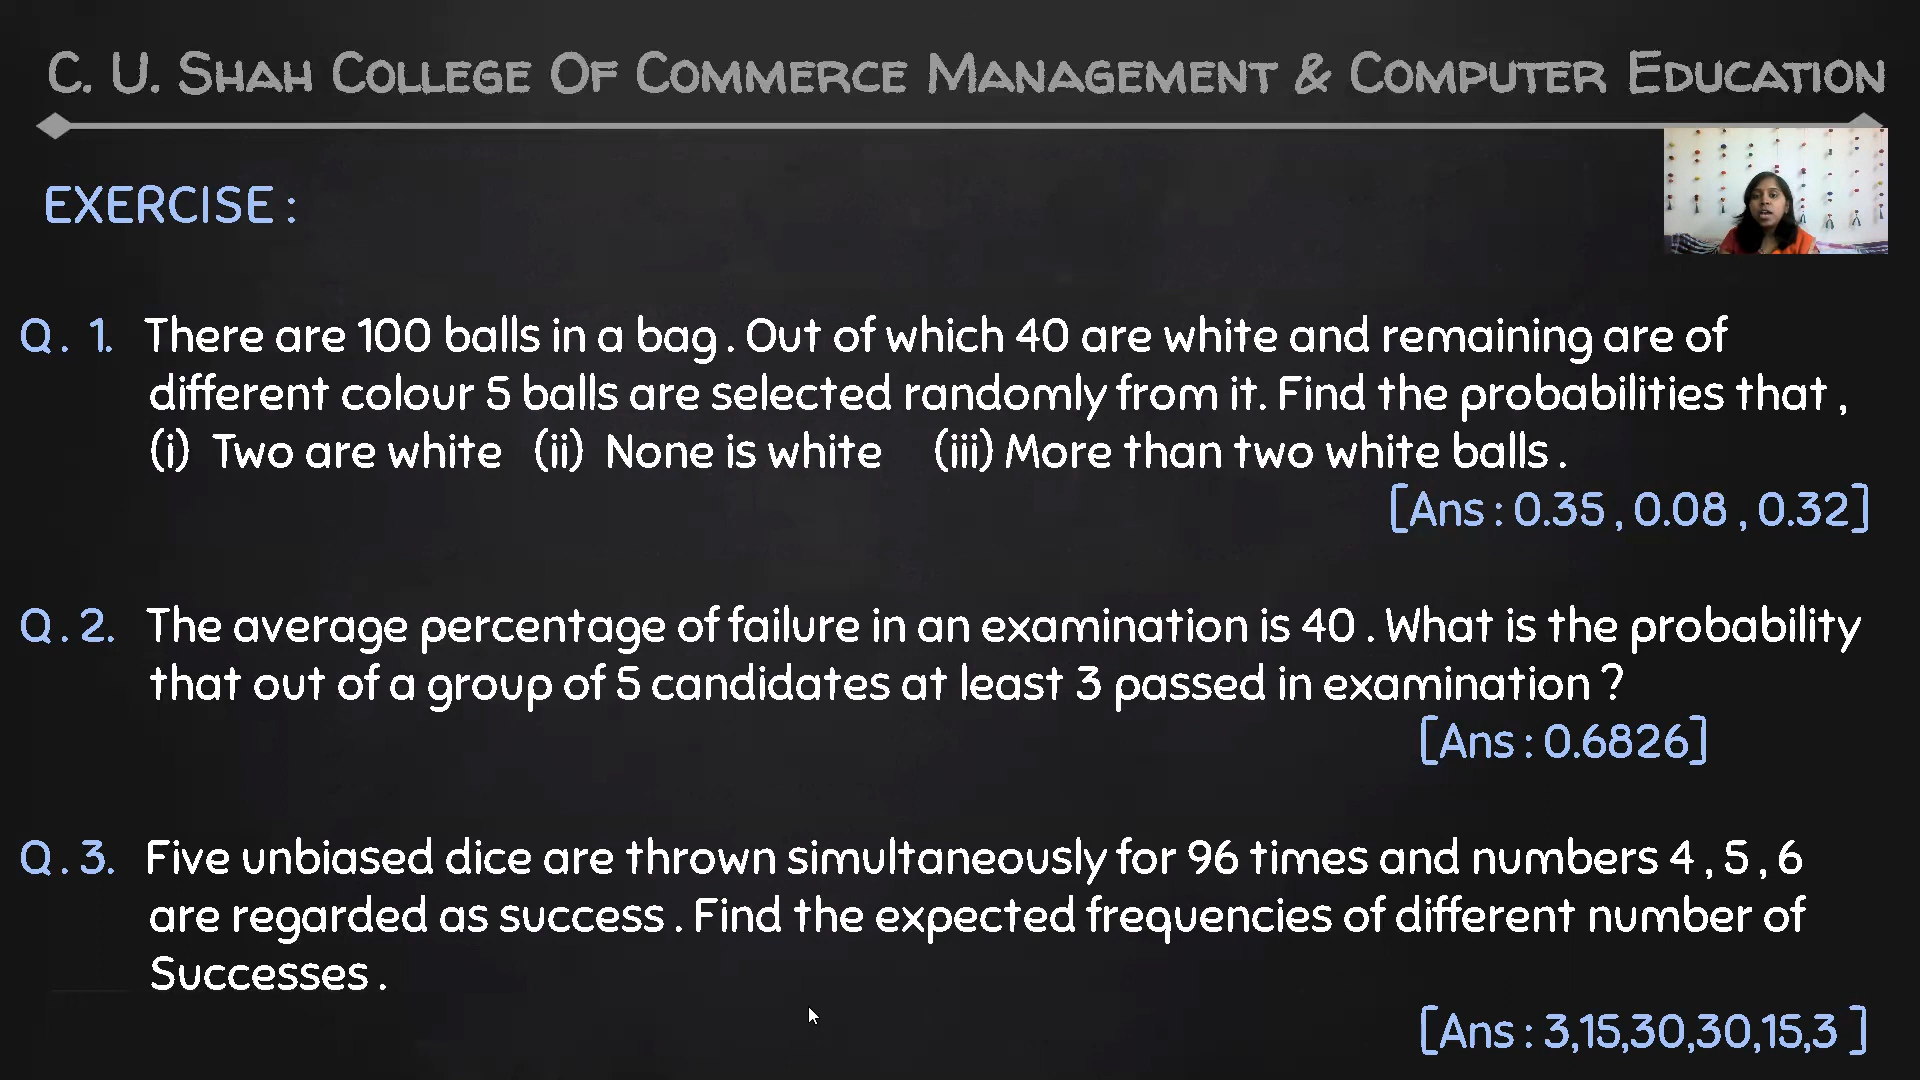 C. U. SHAH COLLEGE OF COMMERCE MANAGEMENT & COMPUTER EDUCATION
EXERCISE :
Q. 1. There are 100 balls in a bag. Out of which 40 are white and remaining are of
different colour 5 balls are selected randomly from it. Find the probabilities that ,
(i) Two are white (ii) None is white (iii) More than two white balls .
[Ans : 0.35 , 0.08 , 0.32]
Q. 2. The average percentage of failure in an examination is 40 . What is the probability
that out of a group of 5 candidates at least 3 passed in examination ?
[Ans : 0.6826]
Q. 3. Five unbiased dice are thrown simultaneously for 96 times and numbers 4 , 5 , 6
are regarded as success . Find the expected frequencies of different number of
Successes .
[Ans : 3,15,30,30,15,3 ]